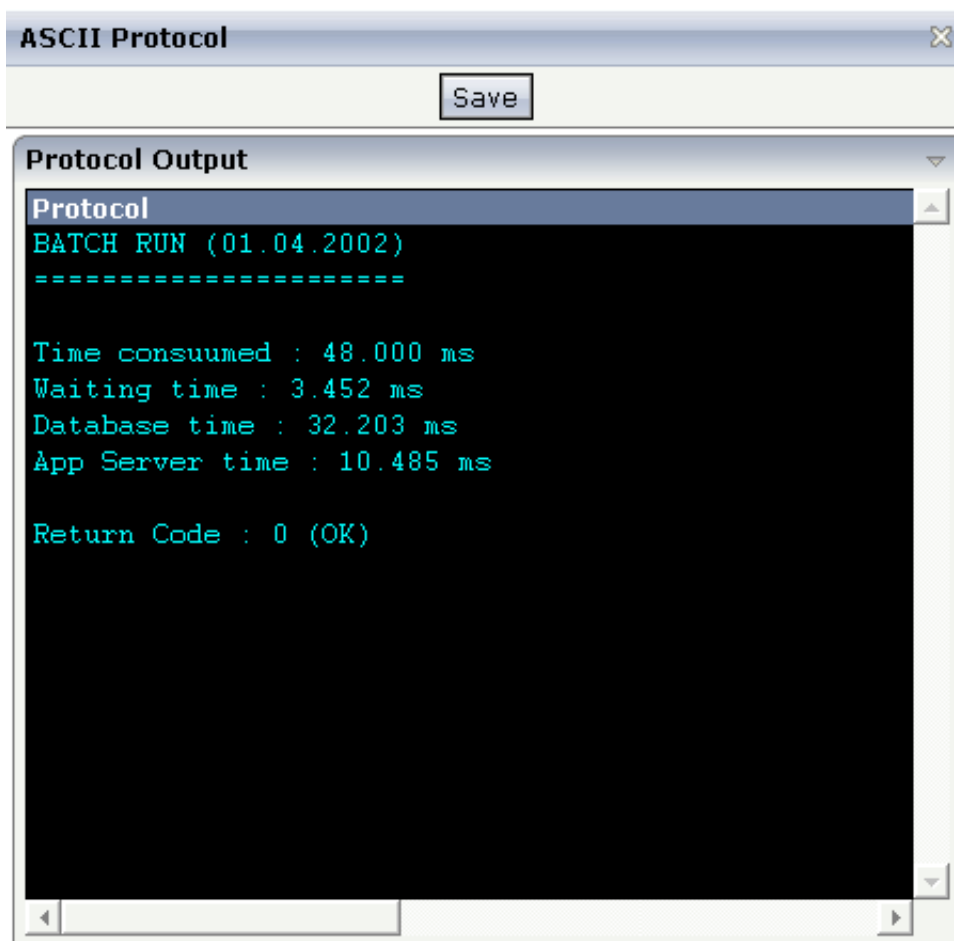 ASCII Protocol
Save
Protocol Output
Protocol
BATCH RUN (01.04.2002)
======================
Time consuumed : 48.000 ms
Waiting time : 3.452 ms
Database time : 32.203 ms
App Server time : 10.485 ms
Return Code : 0 (OK)